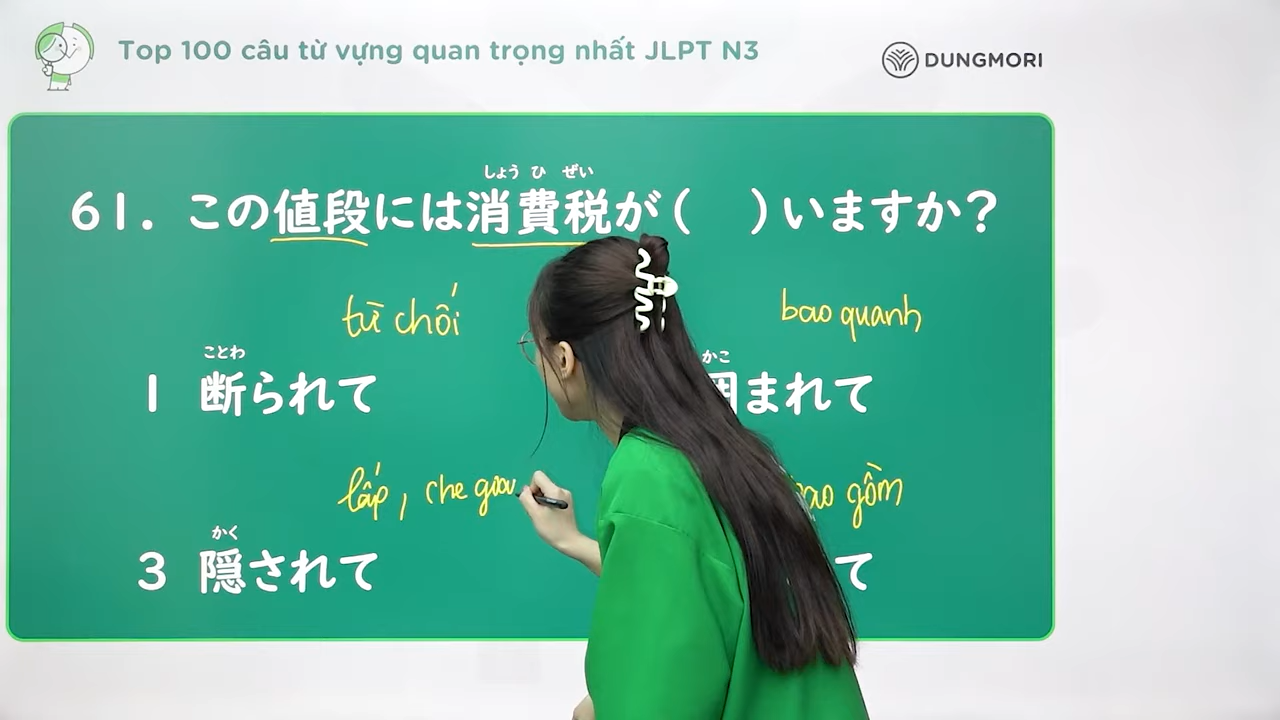 Top 100 câu từ vựng quan trọng nhất JLPT N3
DUNGMORI
しょう ひ ぜい
61. この値段には消費税が( )いますか?
từ chối
bao quanh
ことわ
1 断られて
かこ
囲まれて
lấp, che giấu
bao gồm
かく
3 隠されて
て